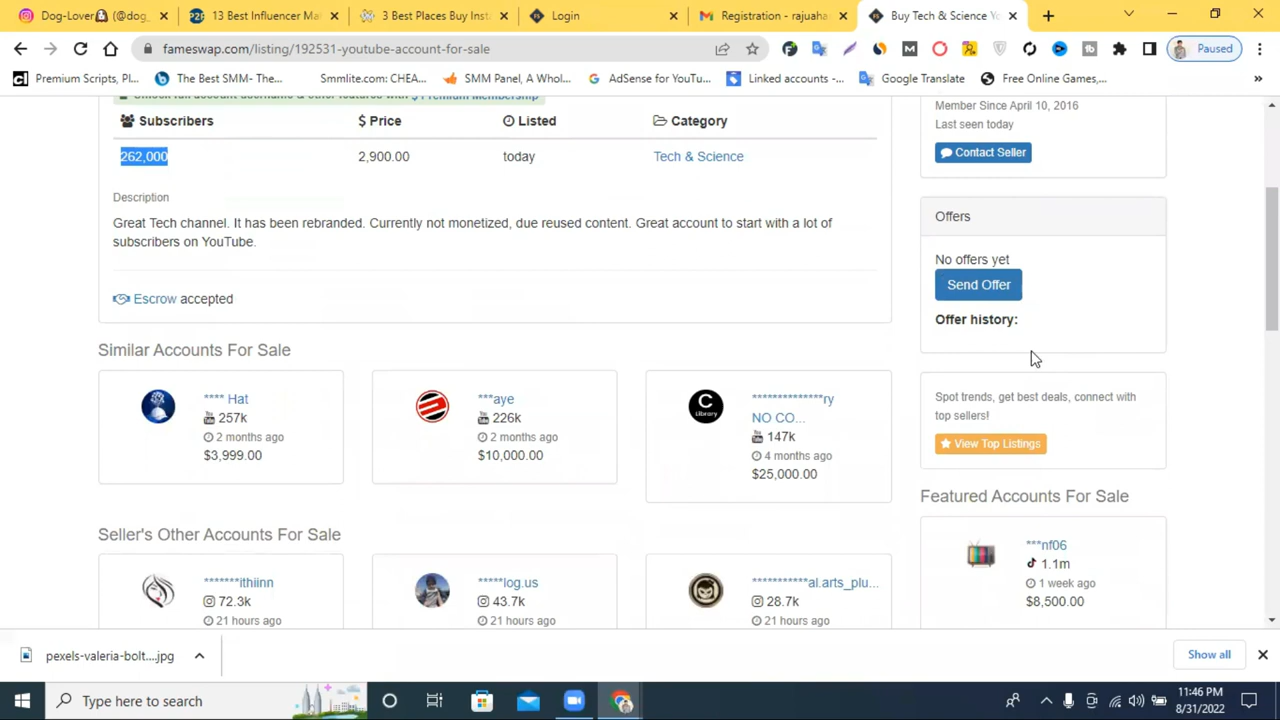 Dog-Lover (@dog_
13 Best Influencer Ma
3 Best Places Buy Inst
Login
Registration - rajuaha
Buy Tech & Science Yo
fameswap.com/listing/192531-youtube-account-for-sale
Paused
Premium Scripts, Pl...
The Best SMM- The...
Smmlite.com: CHEA...
SMM Panel, A Whol...
AdSense for YouTu...
Linked accounts -...
Google Translate
Free Online Games,...
Subscribers
$ Price
Listed
Category
262,000
2,900.00
today
Tech & Science
Description
Great Tech channel. It has been rebranded. Currently not monetized, due reused content. Great account to start with a lot of
subscribers on YouTube.
Escrow accepted
Member Since April 10, 2016
Last seen today
Contact Seller
Offers
No offers yet
Send Offer
Offer history:
Spot trends, get best deals, connect with
top sellers!
View Top Listings
Similar Accounts For Sale
**** Hat
257k
2 months ago
$3,999.00
***aye
226k
2 months ago
$10,000.00
C
Library
**************ry
NO CO...
147k
4 months ago
$25,000.00
Featured Accounts For Sale
***nf06
1.1m
1 week ago
$8,500.00
Seller's Other Accounts For Sale
*******ithiinn
72.3k
21 hours ago
*****log.us
43.7k
21 hours ago
***********al.arts_plu...
28.7k
21 hours ago
pexels-valeria-bolt....jpg
Show all
Type here to search
11:46 PM
8/31/2022